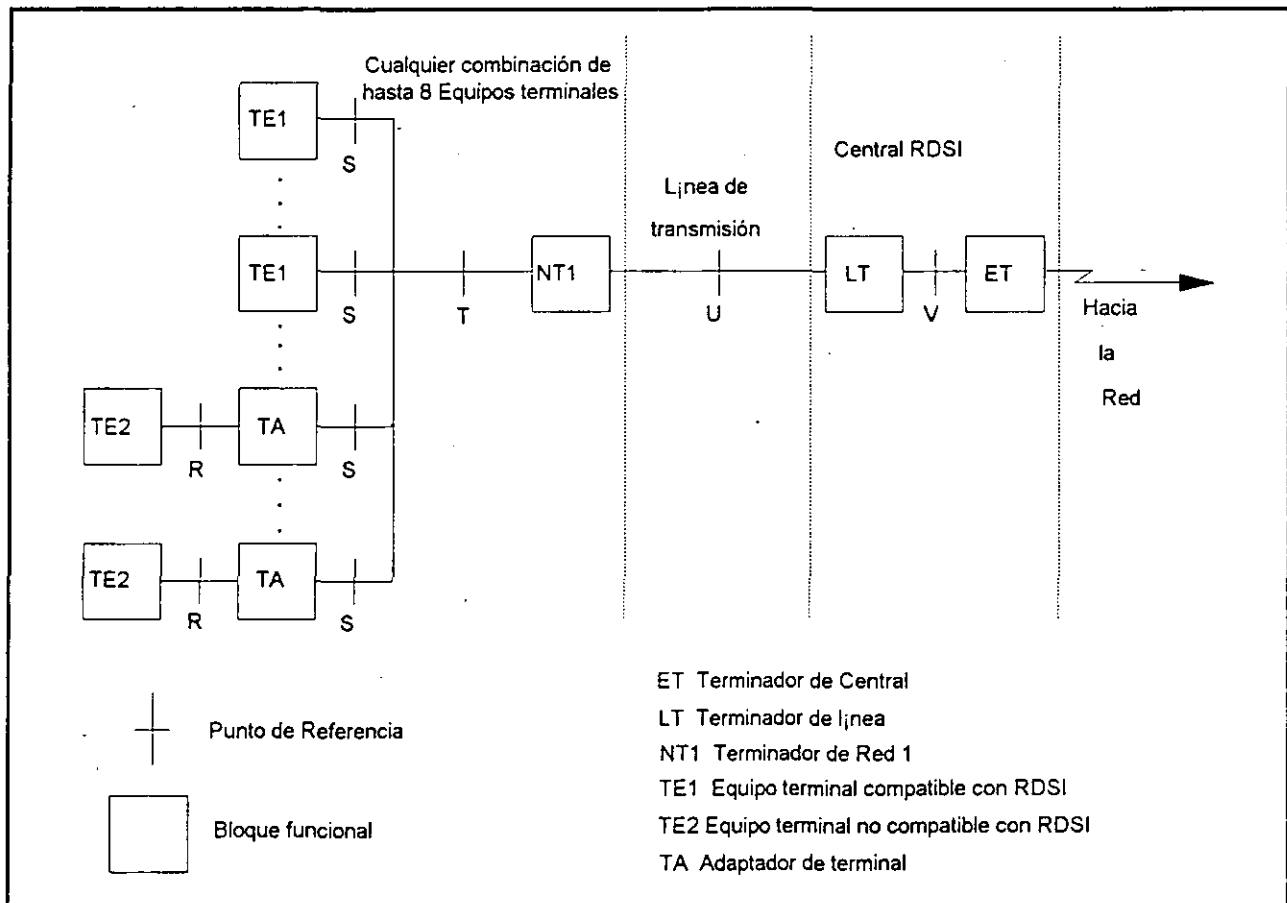 Cualquier combinación de
hasta 8 Equipos terminales
TE1
S
Central RDSI
L¡nea de
transmisión
TE1
S
T
NT1
U
LT
V
ET
Hacia
la
Red
TE2
R
TA
S
TE2
R
TA
S
Punto de Referencia
Bloque funcional
ET Terminador de Central
LT Terminador de l¡nea
NT1 Terminador de Red 1
TE1 Equipo terminal compatible con RDSI
TE2 Equipo terminal no compatible con RDSI
TA Adaptador de terminal